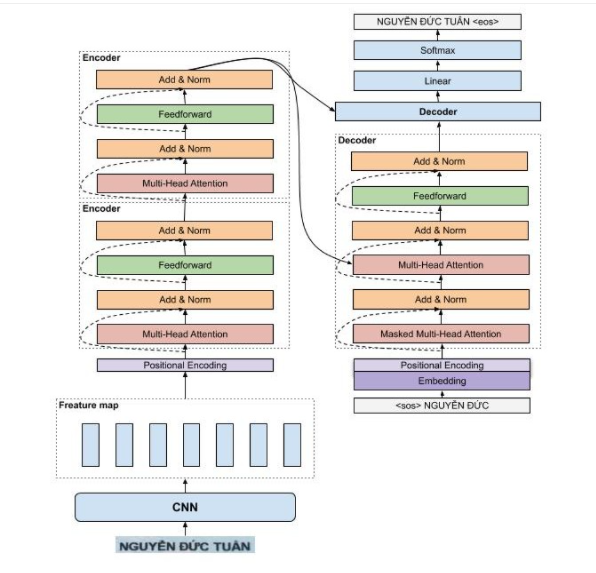 Encoder
Add & Norm
Feedforward
Add & Norm
Multi-Head Attention
Encoder
Add & Norm
Feedforward
Add & Norm
Multi-Head Attention
Positional Encoding
Freature map
CNN
NGUYỄN ĐỨC TUẤN
NGUYỄN ĐỨC TUẤN <eos>
Softmax
Linear
Decoder
Decoder
Add & Norm
Feedforward
Add & Norm
Multi-Head Attention
Add & Norm
Masked Multi-Head Attention
Positional Encoding
Embedding
<sos> NGUYỄN ĐỨC